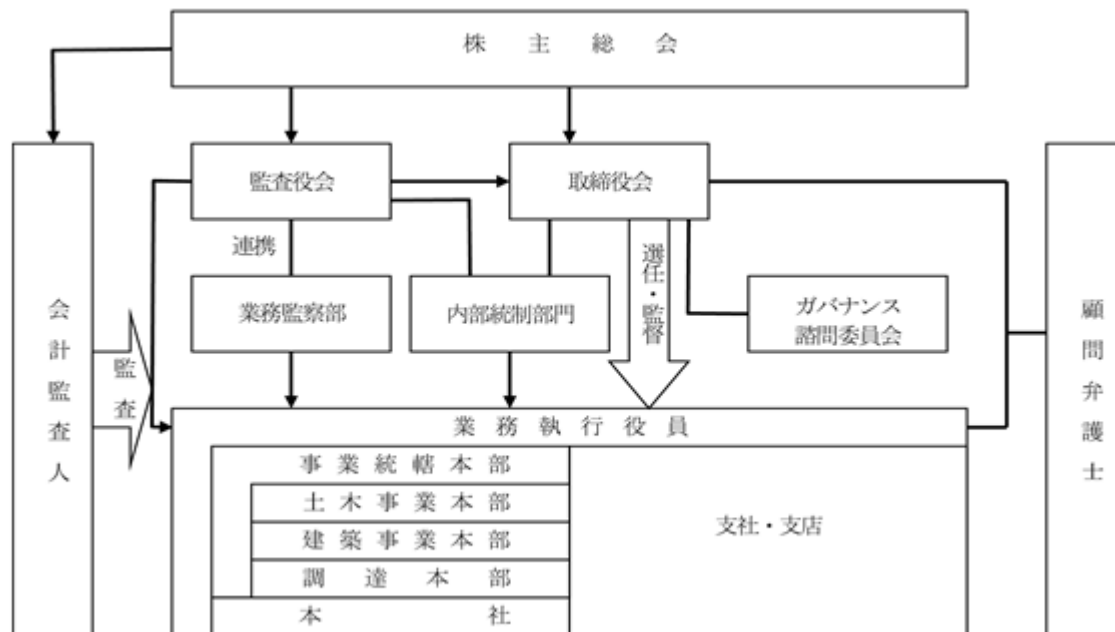 株主総会
監査役会
取締役会
連携
選任・監督
業務監察部
内部統制部門
ガバナンス
諮問委員会
会計監査人
監査
顧問弁護士
業務執行役員
事業統轄本部
土木事業本部
建築事業本部
調達本部
本社
支社・支店